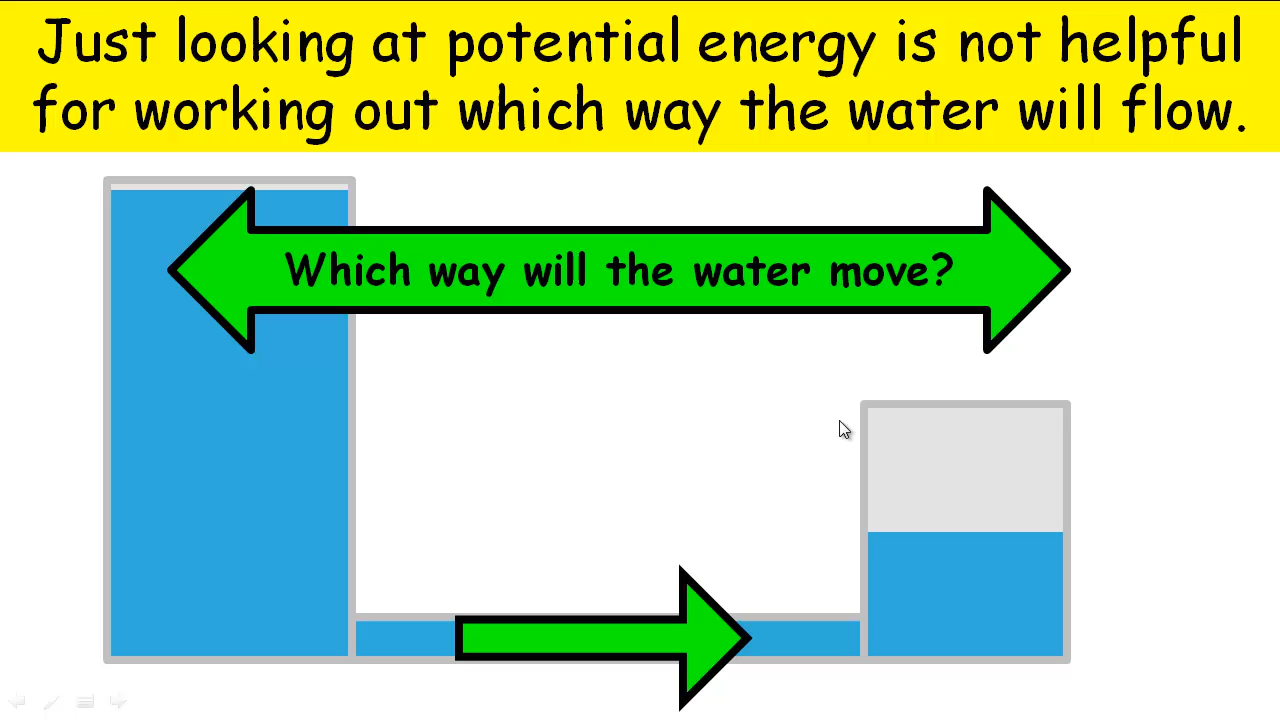 Just looking at potential energy is not helpful
for working out which way the water will flow.
Which way will the water move?